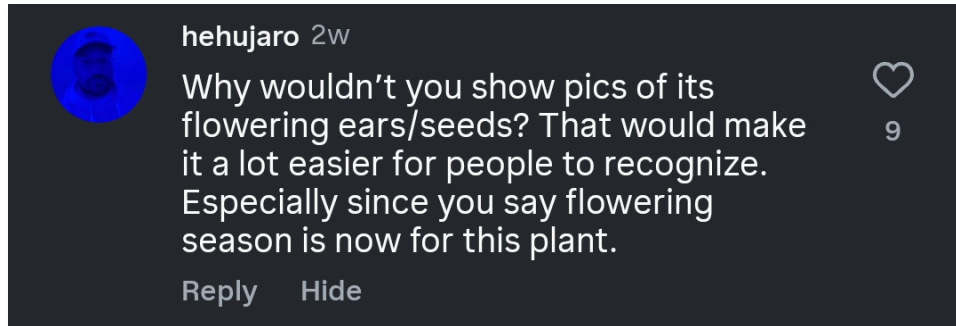 hehujaro 2w
Why wouldn’t you show pics of its
flowering ears/seeds? That would make
it a lot easier for people to recognize.
Especially since you say flowering
season is now for this plant.
9
Reply Hide